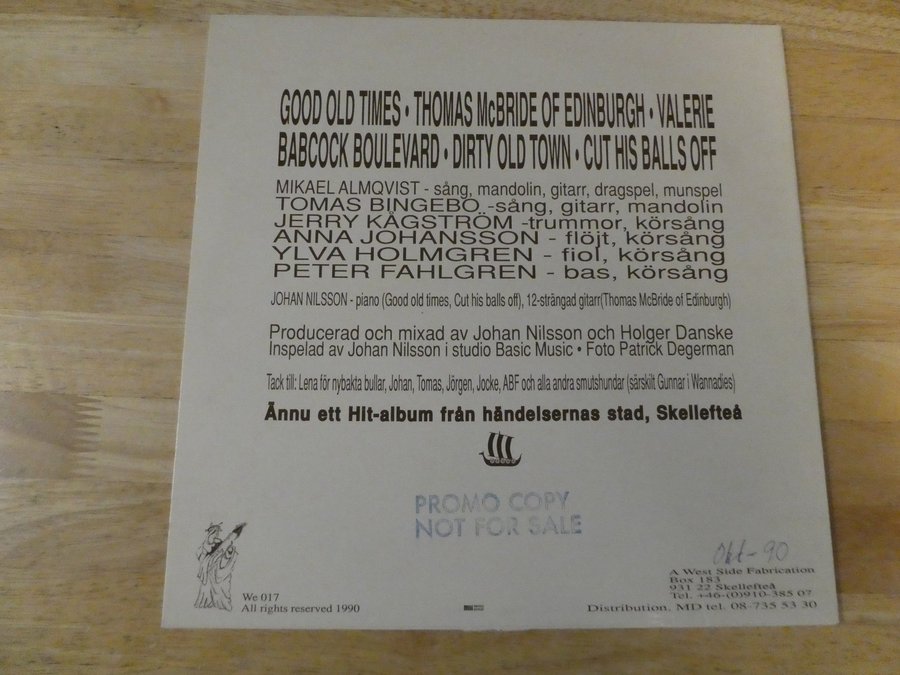 GOOD OLD TIMES • THOMAS McBRIDE OF EDINBURGH • VALERIE
BABCOCK BOULEVARD • DIRTY OLD TOWN • CUT HIS BALLS OFF
MIKAEL ALMQVIST - sång, mandolin, gitarr, dragspel, munspel
TOMAS BINGEBO -sång, gitarr, mandolin
JERRY KÅGSTRÖM -trummor, körsång
ANNA JOHANSSON - flöjt, körsång
YLVA HOLMGREN - fiol, körsång
PETER FAHLGREN - bas, körsång
JOHAN NILSSON - piano (Good old times, Cut his balls off), 12-strängad gitarr(Thomas McBride of Edinburgh)
Producerad och mixad av Johan Nilsson och Holger Danske
Inspelad av Johan Nilsson i studio Basic Music • Foto Patrick Degerman
Tack till: Lena för nybakta bullar, Johan, Tomas, Jörgen, Jocke, ABF och alla andra smutshundar (särskilt Gunnar i Wannadies)
Ännu ett Hit-album från händelsernas stad, Skellefteå
PROMO COPY
NOT FOR SALE
Okt-90
A West Side Fabrication
Box 183
931 22 Skellefteå
Tel. +46-(0)910-385 07
Distribution. MD tel. 08-735 53 30
We 017
All rights reserved 1990